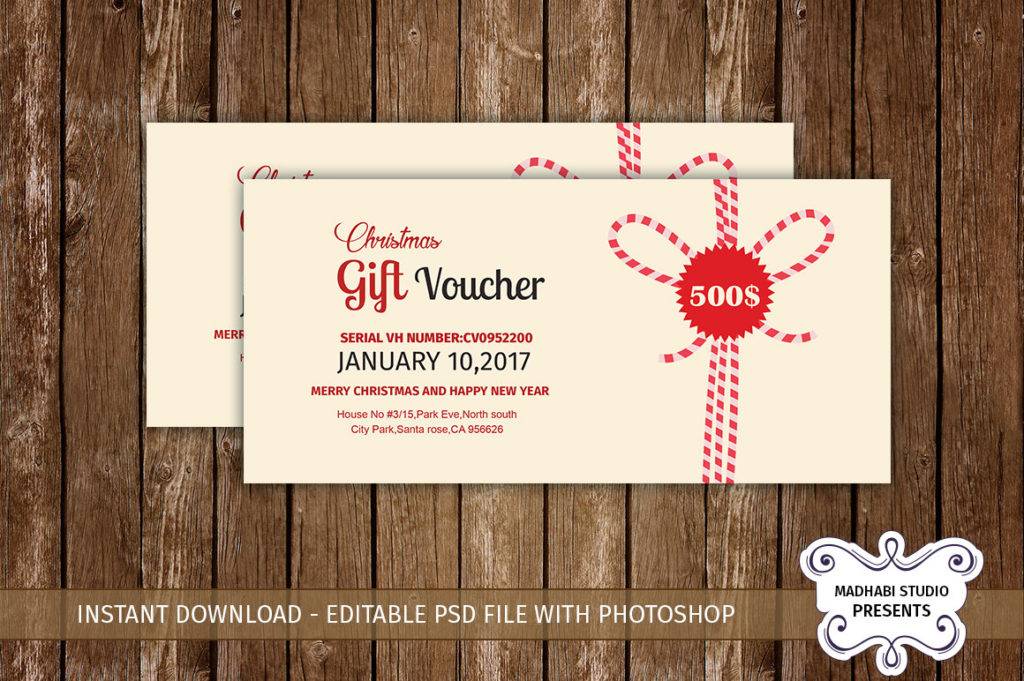 Christmas
Gift Voucher
SERIAL VH NUMBER:CV0952200
JANUARY 10,2017
MERRY CHRISTMAS AND HAPPY NEW YEAR
House No #3/15,Park Eve,North south
City Park,Santa rose,CA 956626
500$
MERR
INSTANT DOWNLOAD - EDITABLE PSD FILE WITH PHOTOSHOP
MADHABI STUDIO
PRESENTS